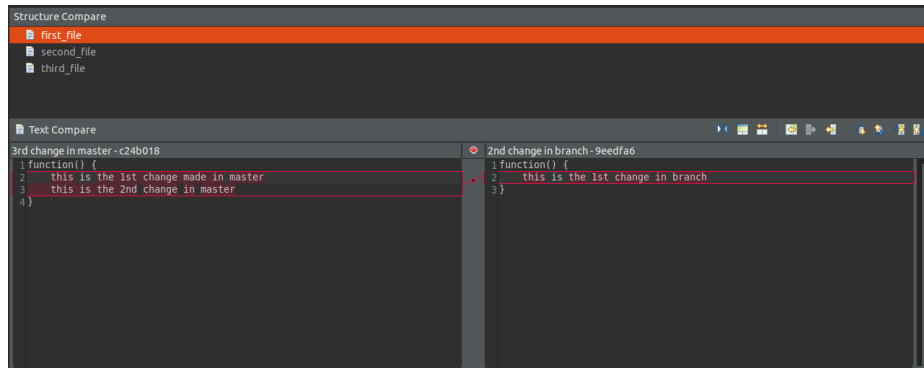 Structure Compare
first_file
second_file
third_file
Text Compare
3rd change in master - c24b018
1 function() {
2 this is the 1st change made in master
3 this is the 2nd change in master
4 }
2nd change in branch - 9eedfa6
1 function() {
2 this is the 1st change in branch
3 }